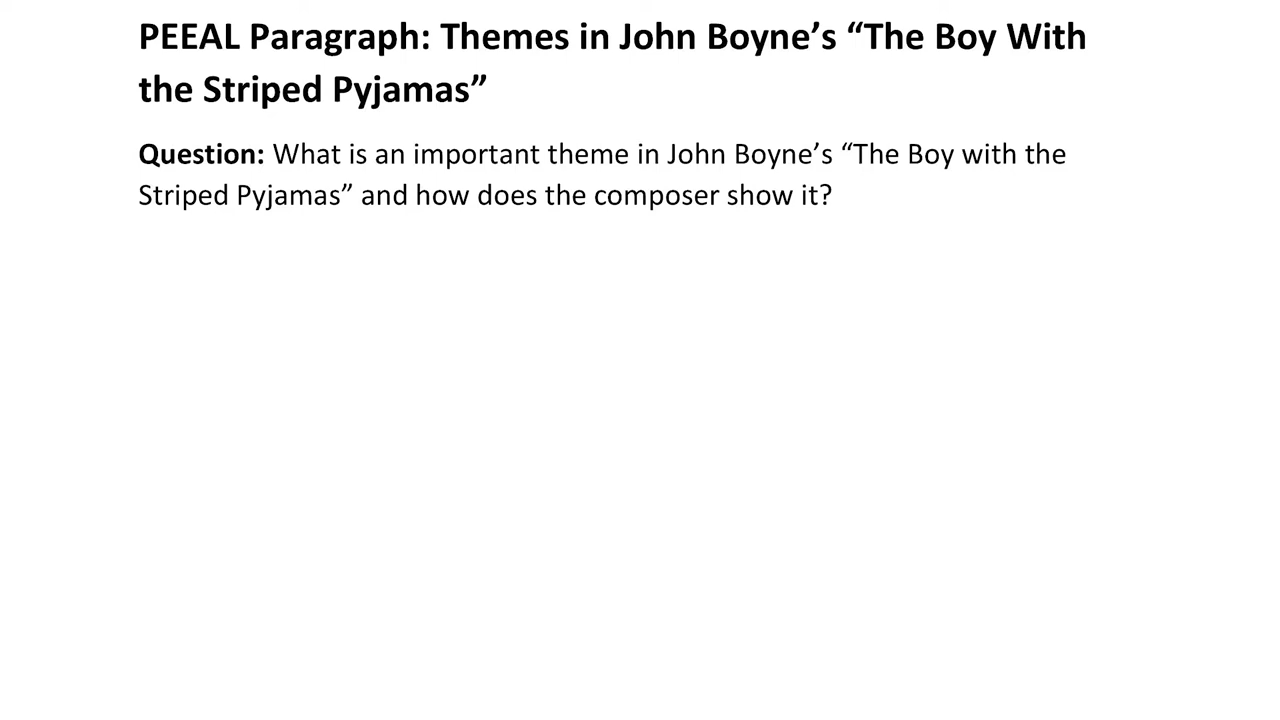 PEEAL Paragraph: Themes in John Boyne’s “The Boy With
the Striped Pyjamas”
Question: What is an important theme in John Boyne’s “The Boy with the
Striped Pyjamas” and how does the composer show it?